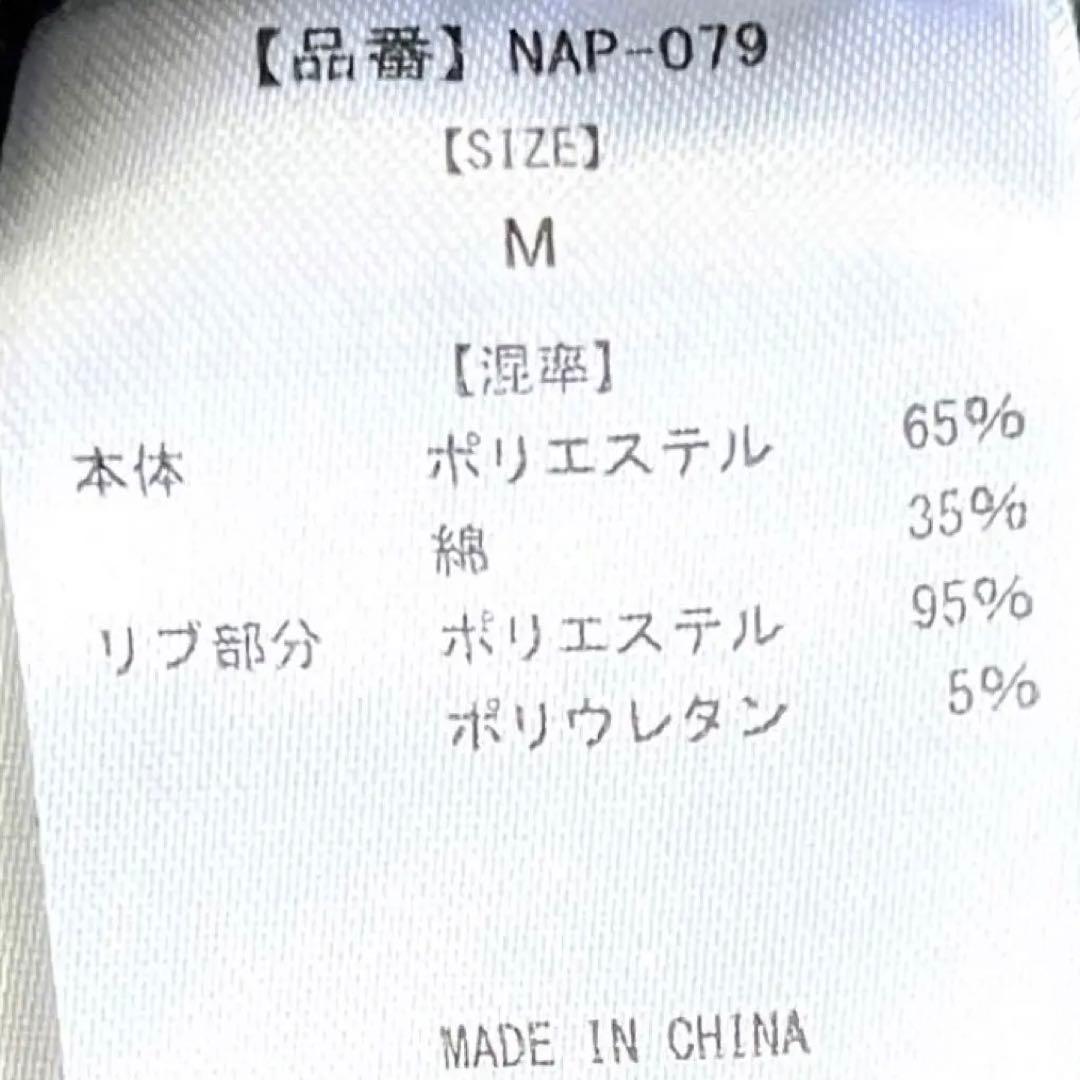 【品番】NAP-079
【SIZE】
M
【混率】
本体 ポリエステル 65%
綿 35%
リブ部分 ポリエステル 95%
ポリウレタン 5%
MADE IN CHINA